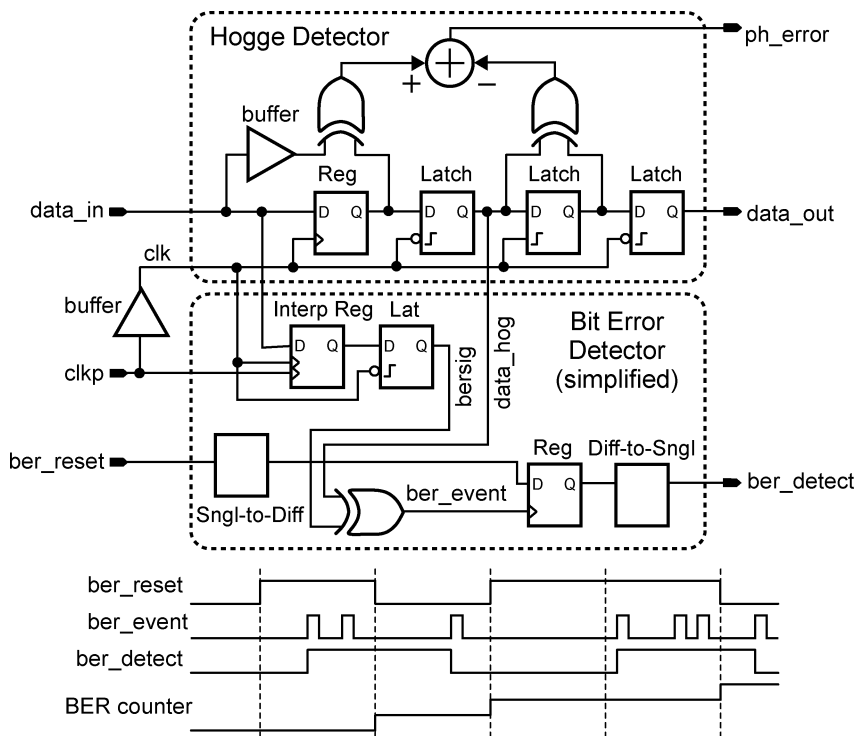 Hogge Detector
ph_error
+
−
buffer
Reg
Latch
Latch
Latch
data_in
D Q
D Q
D Q
D Q
data_out
clk
buffer
Interp Reg
Lat
Bit Error
Detector
(simplified)
D Q
D Q
clkp
bersig
data_hog
ber_reset
Reg
Diff-to-Sngl
D Q
ber_detect
Sngl-to-Diff
ber_event
ber_reset
ber_event
ber_detect
BER counter